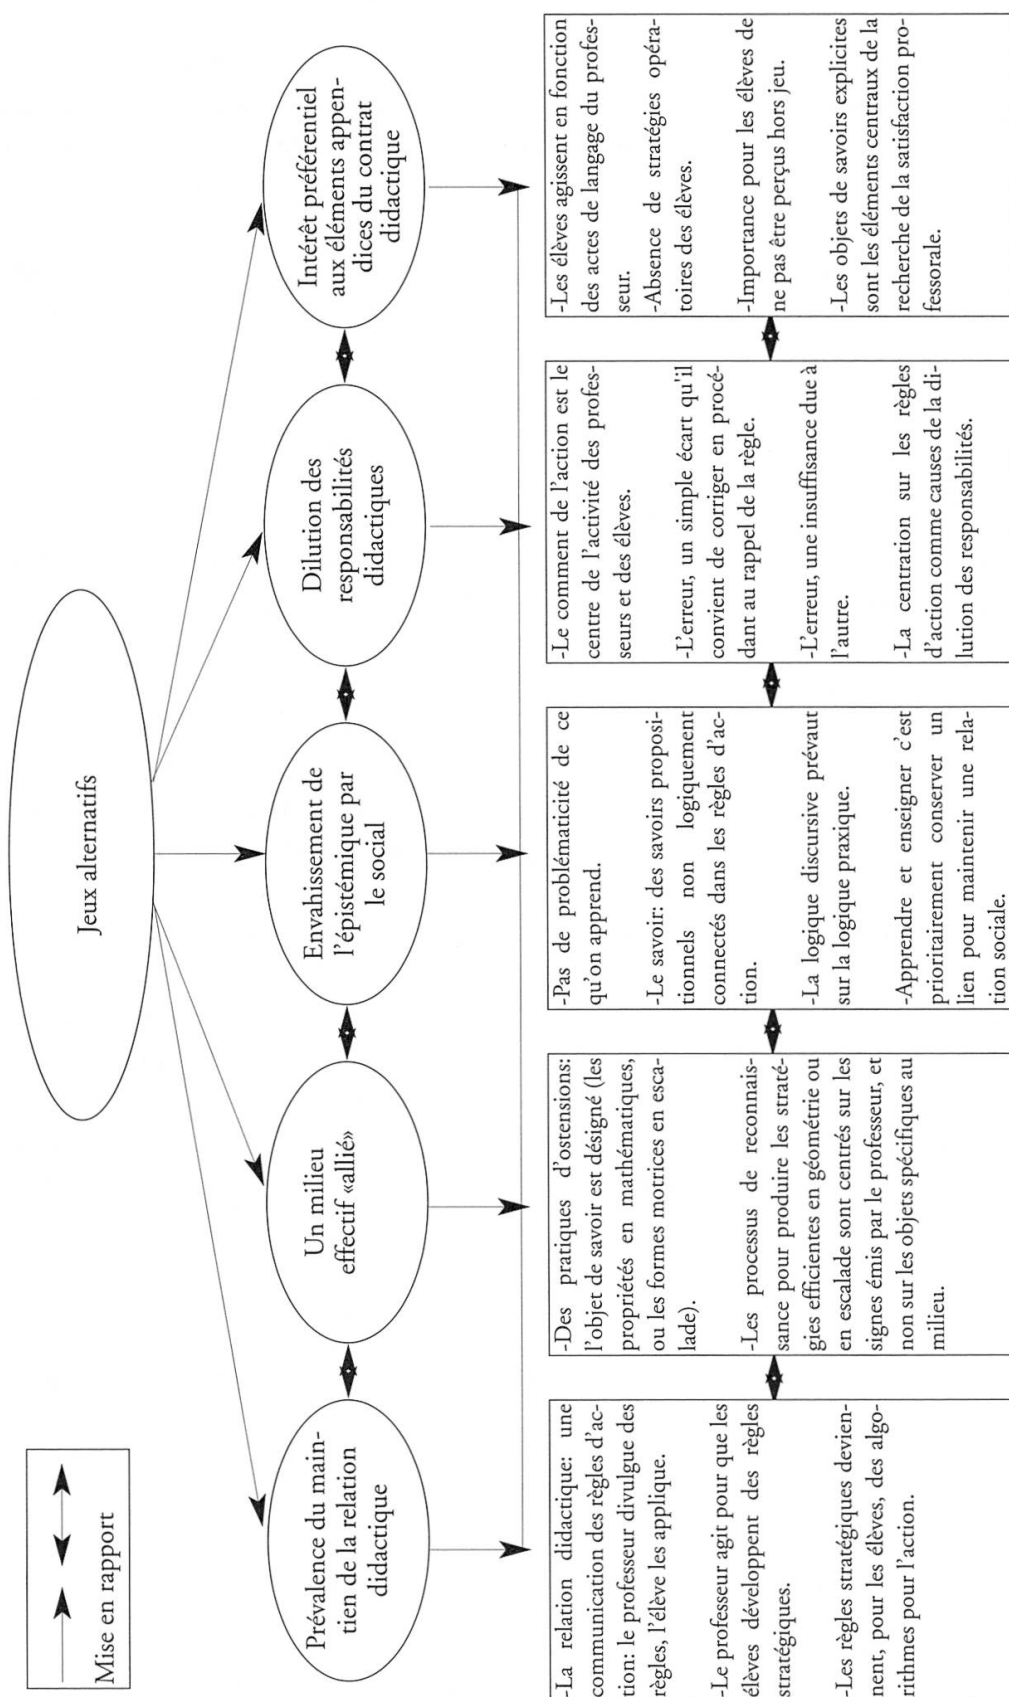 Mise en rapport
Jeux alternatifs
Prévalence du main-
tien de la relation
didactique
Un milieu
effectif «allié»
Envahissement de
l'épistémique par
le social
Dilution des
responsabilités
didactiques
Intérêt préférentiel
aux éléments appen-
dices du contrat
didactique
-La relation didactique: une
communication des règles d'ac-
tion: le professeur divulgue des
règles, l'élève les applique.
-Le professeur agit pour que les
élèves développent des règles
stratégiques.
-Les règles stratégiques devien-
nent, pour les élèves, des algo-
rithmes pour l'action.
-Des pratiques d'ostensions:
l'objet de savoir est désigné (les
propriétés en mathématiques,
ou les formes motrices en esca-
lade).
-Les processus de reconnais-
sance pour produire les straté-
gies efficientes en géométrie ou
en escalade sont centrés sur les
signes émis par le professeur, et
non sur les objets spécifiques au
milieu.
-Pas de problématicité de ce
qu'on apprend.
-Le savoir: des savoirs proposi-
tionnels non logiquement
connectés dans les règles d'ac-
tion.
-La logique discursive prévaut
sur la logique praxique.
-Apprendre et enseigner c'est
prioritairement conserver un
lien pour maintenir une rela-
tion sociale.
-Le comment de l'action est le
centre de l'activité des profes-
seurs et des élèves.
-L'erreur, un simple écart qu'il
convient de corriger en procé-
dant au rappel de la règle.
-L'erreur, une insuffisance due à
l'autre.
-La centration sur les règles
d'action comme causes de la di-
lution des responsabilités.
-Les élèves agissent en fonction
des actes de langage du profes-
seur.
-Absence de stratégies opéra-
toires des élèves.
-Importance pour les élèves de
ne pas être perçus hors jeu.
-Les objets de savoirs explicites
sont les éléments centraux de la
recherche de la satisfaction pro-
fessorale.